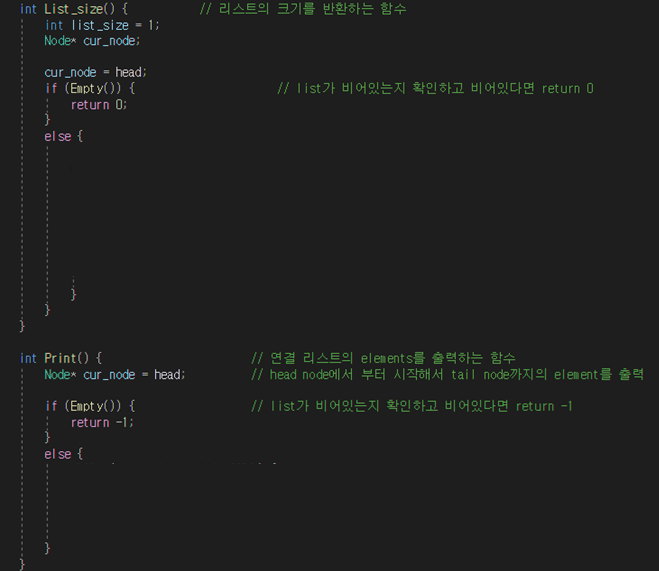 int List_size() {          // 리스트의 크기를 반환하는 함수
    int list_size = 1;
    Node* cur_node;
    cur_node = head;
    if (Empty()) {                    // list가 비어있는지 확인하고 비어있다면 return 0
        return 0;
    }
    else {
        }
    }
}
int Print() {                    // 연결 리스트의 elements를 출력하는 함수
    Node* cur_node = head;          // head node에서 부터 시작해서 tail node까지의 element를 출력
    if (Empty()) {                // list가 비어있는지 확인하고 비어있다면 return -1
        return -1;
    }
    else {
    }
}